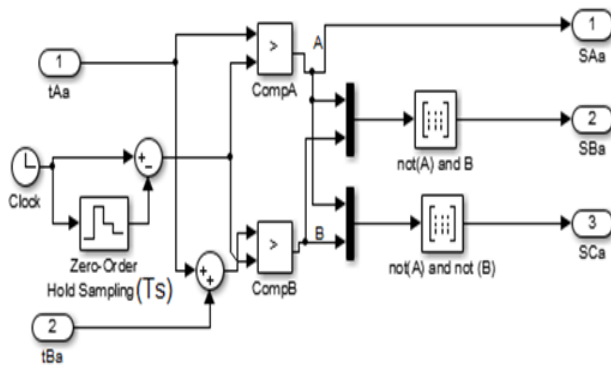 1
tAa
Clock
+
−
Zero-Order
Hold Sampling (Ts)
2
tBa
+
+
>
CompA
>
CompB
A
B
not(A) and B
not(A) and not (B)
1
SAa
2
SBa
3
SCa